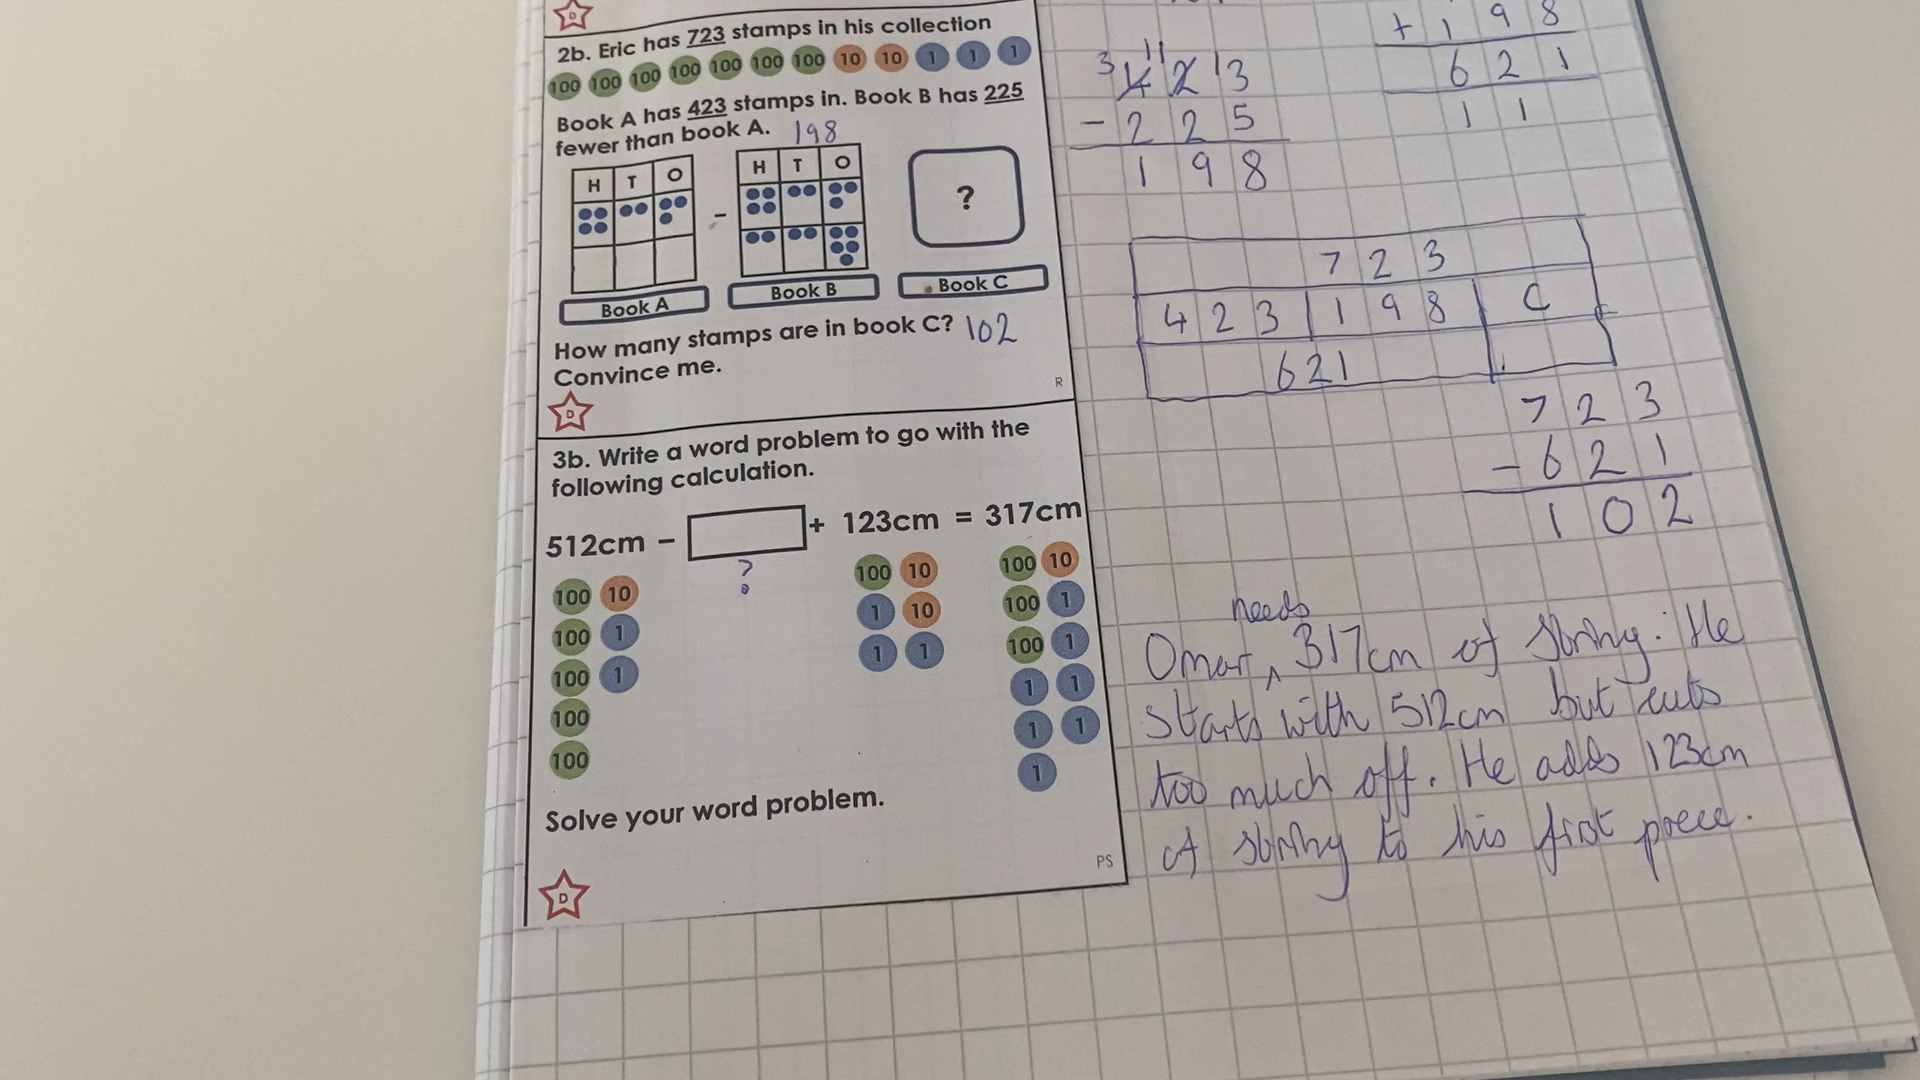 D
2b. Eric has 723 stamps in his collection
100 100 100 100 100 100 100 10 10 1 1 1
Book A has 423 stamps in. Book B has 225
fewer than book A. 198
H T O
-
H T O
?
Book A
Book B
Book C
How many stamps are in book C? 102
Convince me.
R
D
3b. Write a word problem to go with the
following calculation.
512cm - + 123cm = 317cm
?
100 10
100 1
100 1
100
100
100 10
1 10
1 1
100 10
100 1
100 1
1 1
1 1
1
Solve your word problem.
PS
D
3 11 1
4 2 3
- 2 2 5
1 9 8
+ 1 9 8
6 2 1
1 1
7 2 3
4 2 3 1 9 8 C
621
7 2 3
- 6 2 1
1 0 2
needs
Omar ^ 317cm of string. He
starts with 512cm but cuts
too much off. He adds 123cm
of string to his first piece.